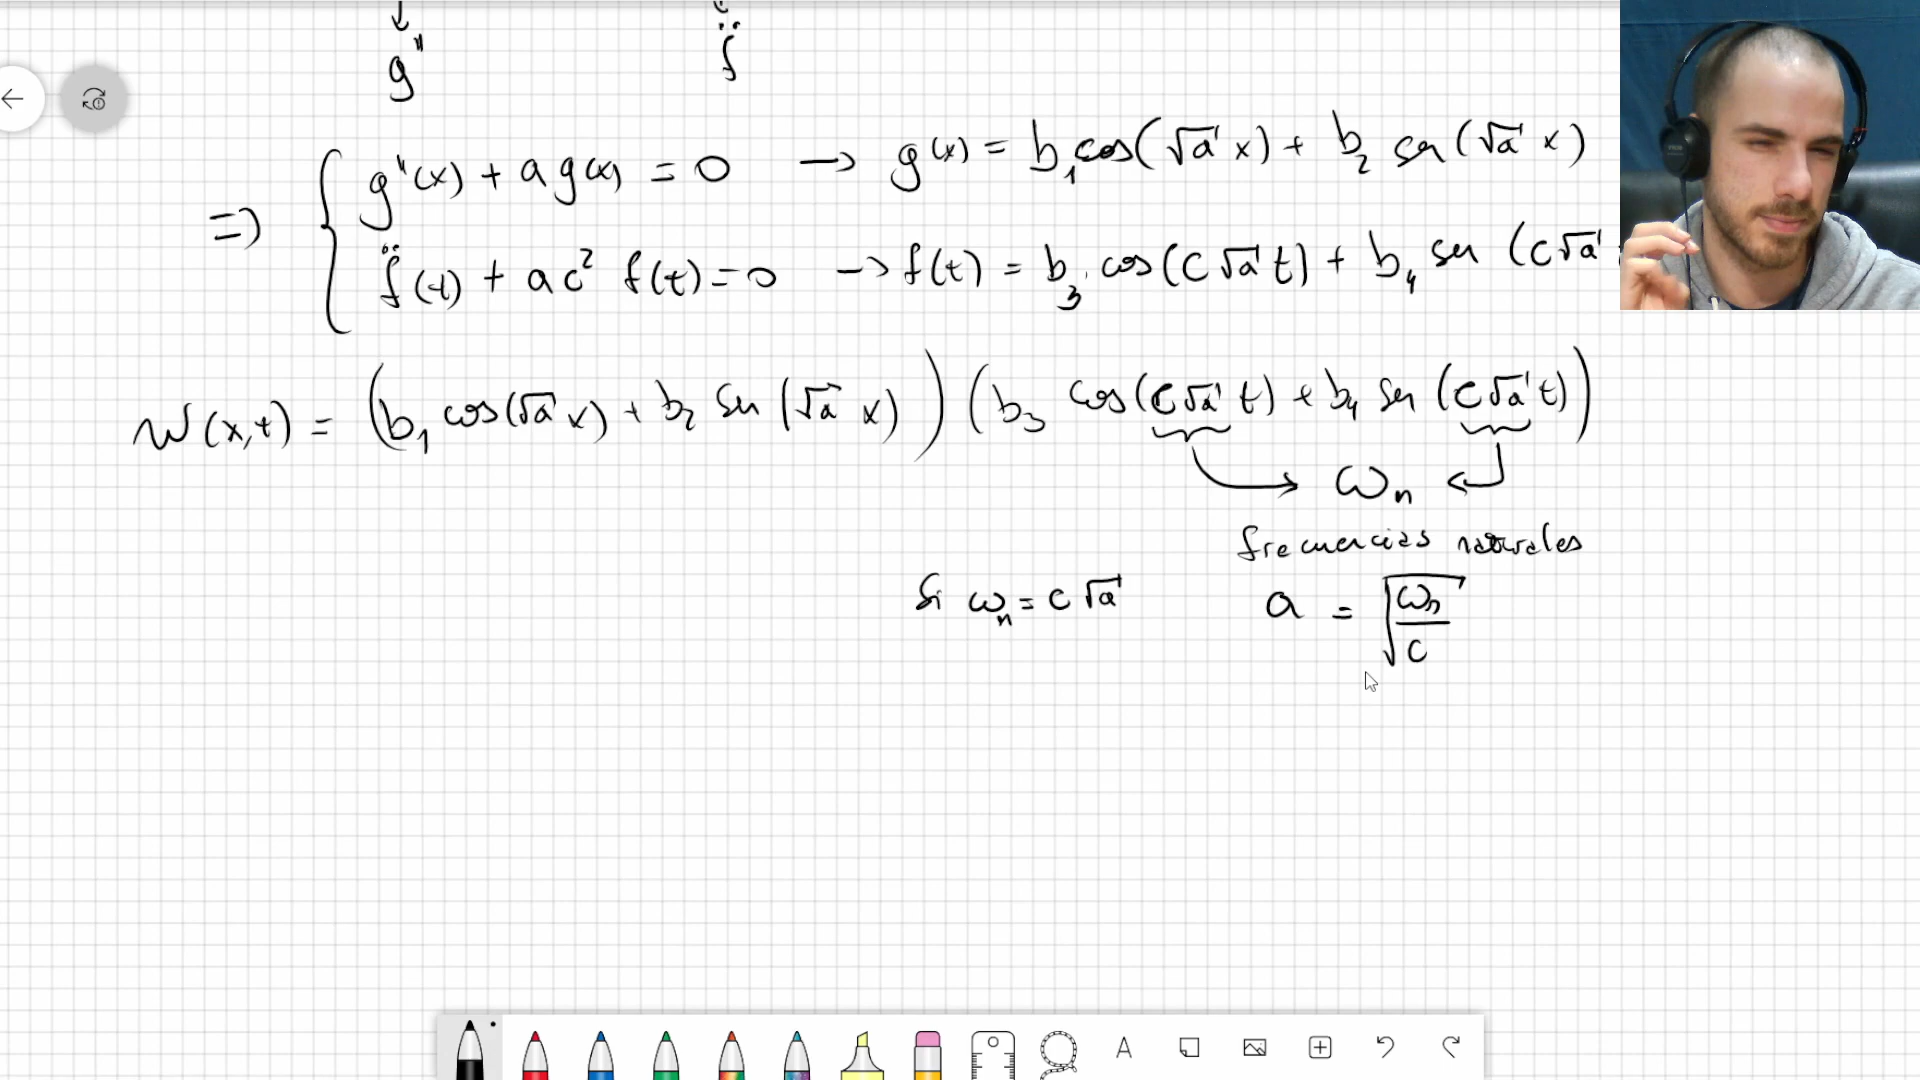 g" f̈
=> { g"(x) + a g(x) = 0 → g(x) = b₁ cos(√a x) + b₂ sen (√a x)
f̈(t) + a c² f(t) = 0 → f(t) = b₃ cos(c √a t) + b₄ sen (c √a
W(x,t) = (b₁ cos(√a x) + b₂ sen (√a x)) (b₃ cos(c√a t) + b₄ sen (c√a t))
→ ωₙ ←
frecuencias naturales
Si ωₙ = c √a a = √(ωₙ/c)
A